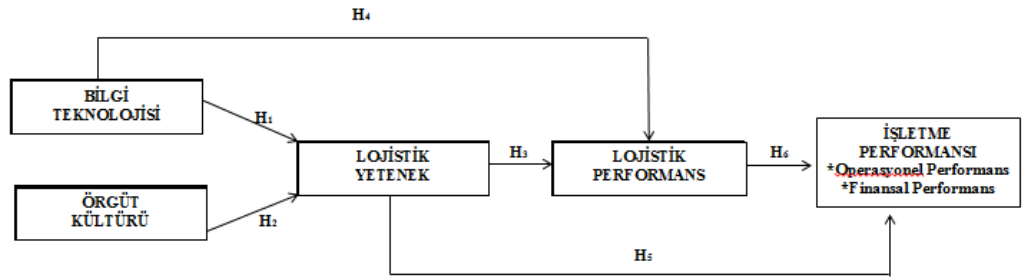 H4
BİLGİ
TEKNOLOJİSİ
H1
ÖRGÜT
KÜLTÜRÜ
H2
LOJİSTİK
YETENEK
H3
LOJİSTİK
PERFORMANS
H6
İŞLETME
PERFORMANSI
*Operasyonel Performans
*Finansal Performans
H5